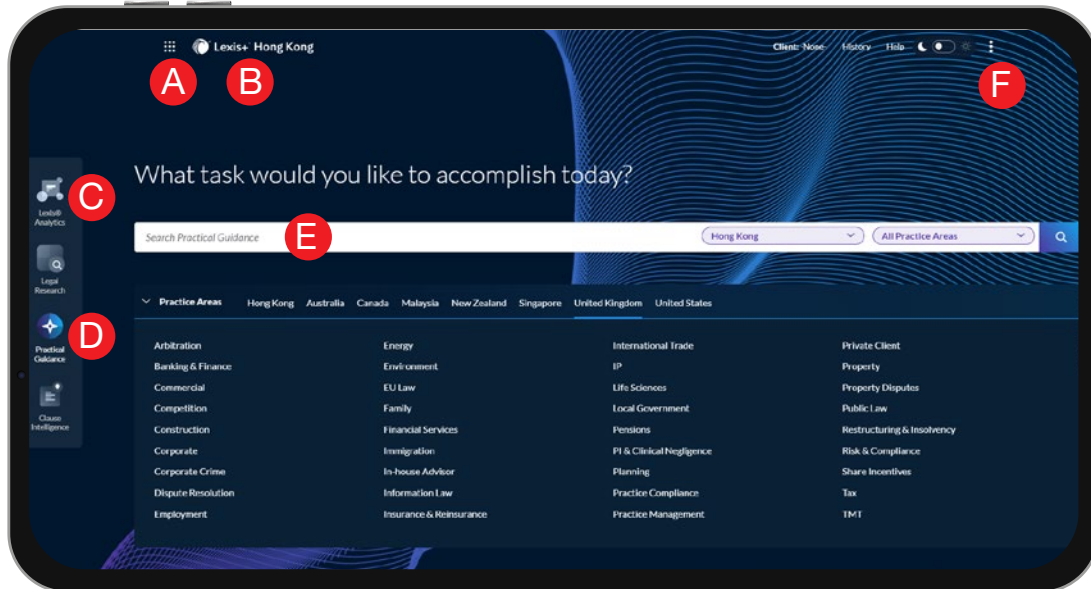 Lexis+ Hong Kong
Client: None History Help
A B F
What task would you like to accomplish today?
C
Lexis® Analytics
Search Practical Guidance E Hong Kong All Practice Areas
Legal Research
Practice Areas Hong Kong Australia Canada Malaysia New Zealand Singapore United Kingdom United States
D
Practical Guidance
Clause Intelligence
Arbitration Energy International Trade Private Client
Banking & Finance Environment IP Property
Commercial EU Law Life Sciences Property Disputes
Competition Family Local Government Public Law
Construction Financial Services Pensions Restructuring & Insolvency
Corporate Immigration PI & Clinical Negligence Risk & Compliance
Corporate Crime In-house Advisor Planning Share Incentives
Dispute Resolution Information Law Practice Compliance Tax
Employment Insurance & Reinsurance Practice Management TMT